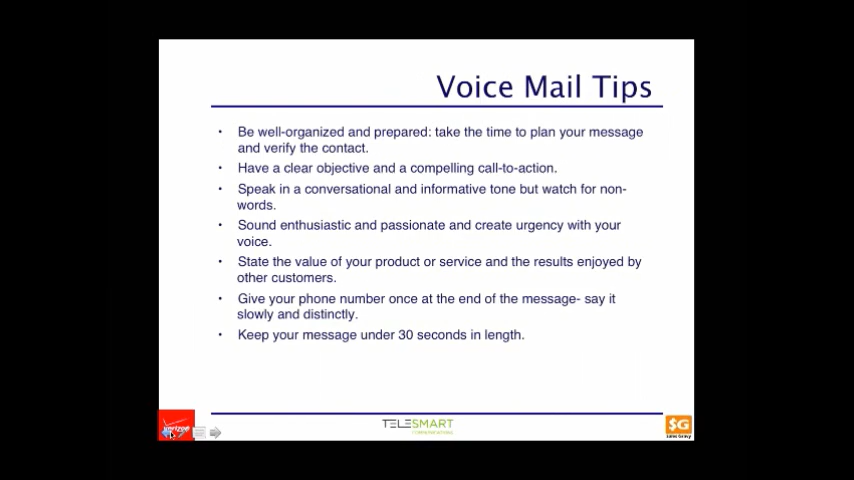 Voice Mail Tips
• Be well-organized and prepared: take the time to plan your message
and verify the contact.
• Have a clear objective and a compelling call-to-action.
• Speak in a conversational and informative tone but watch for non-
words.
• Sound enthusiastic and passionate and create urgency with your
voice.
• State the value of your product or service and the results enjoyed by
other customers.
• Give your phone number once at the end of the message- say it
slowly and distinctly.
• Keep your message under 30 seconds in length.
verizon
TELESMART
COMMUNICATIONS
$G
Sales Gravy